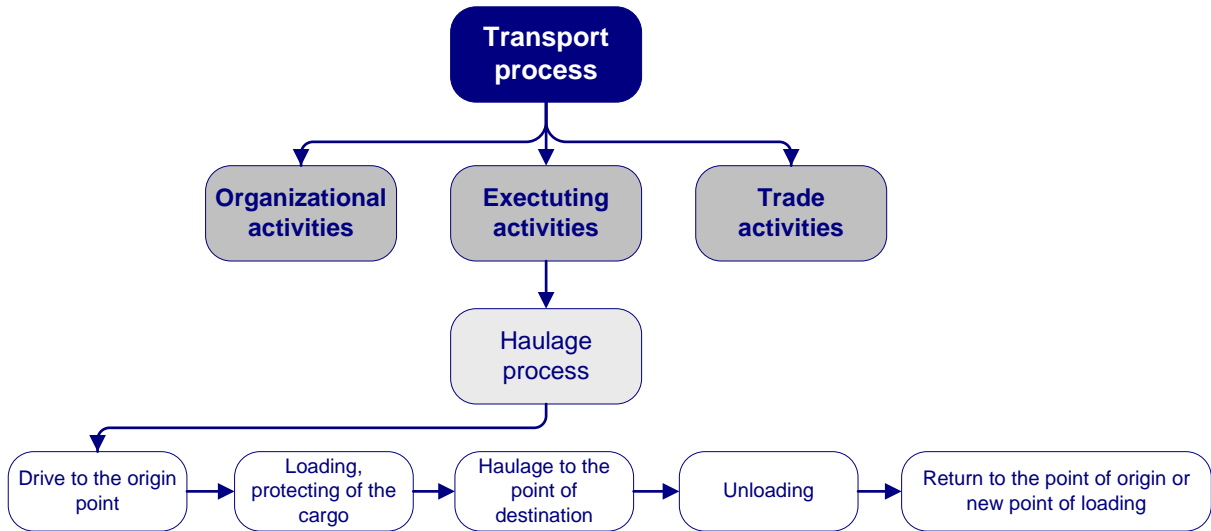 Transport
process
Organizational
activities
Exectuting
activities
Trade
activities
Haulage
process
Drive to the origin
point
Loading,
protecting of the
cargo
Haulage to the
point of
destination
Unloading
Return to the point of origin or
new point of loading